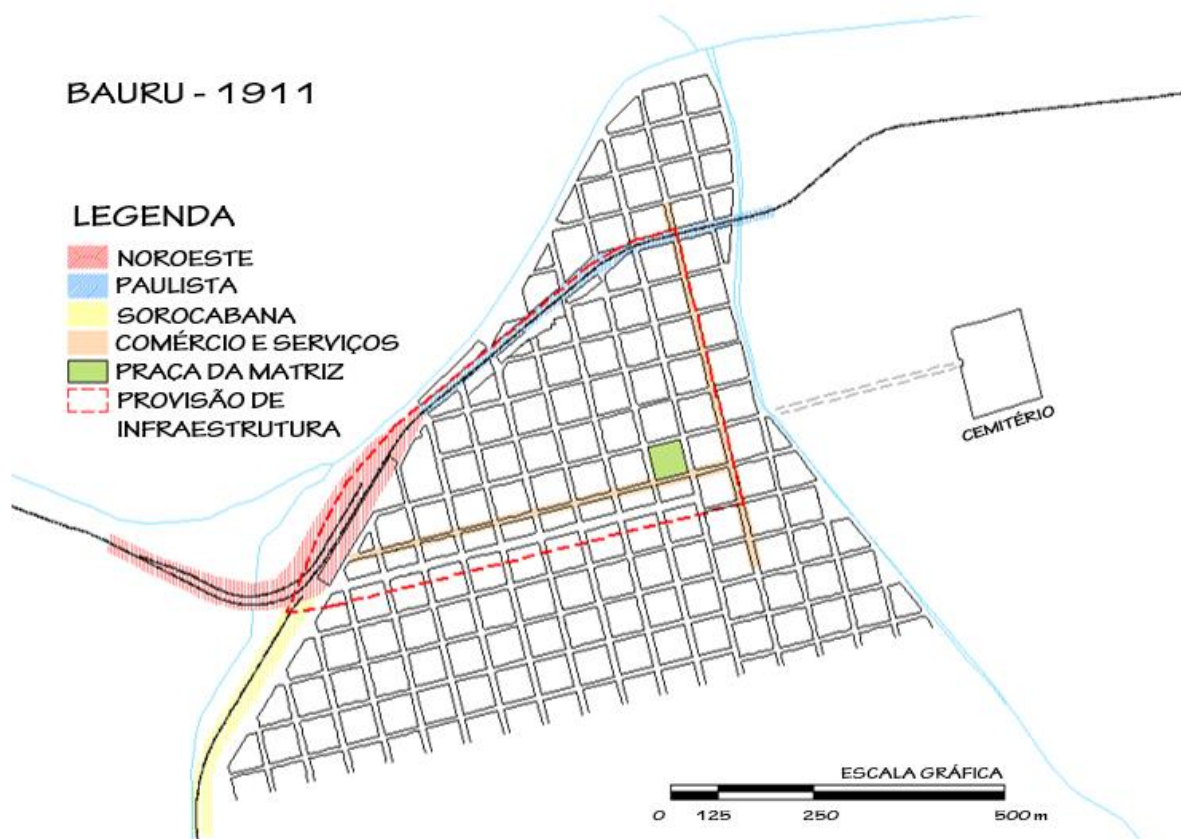 BAURU - 1911
LEGENDA
NOROESTE
PAULISTA
SOROCABANA
COMÉRCIO E SERVIÇOS
PRAÇA DA MATRIZ
PROVISÃO DE
INFRAESTRUTURA
CEMITÉRIO
ESCALA GRÁFICA
0 125 250 500 m